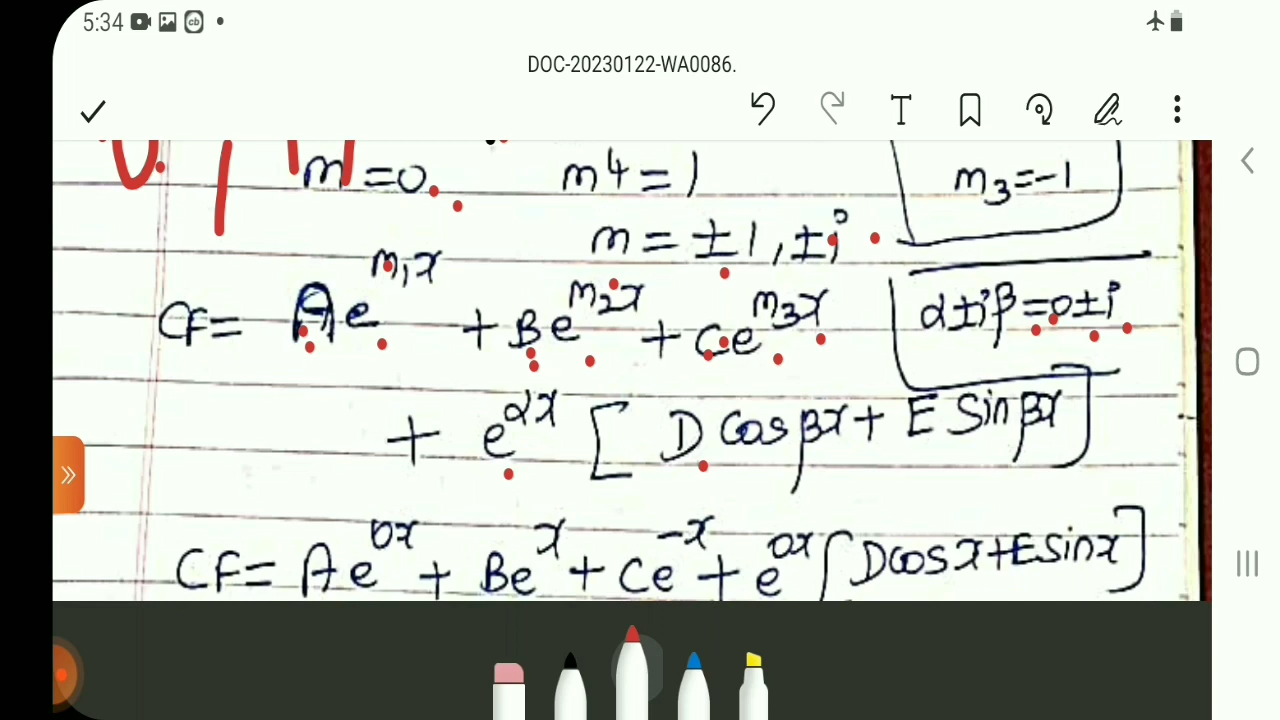 5:34
DOC-20230122-WA0086.
T
m = 0 m4 = 1 m3 = -1
m = ±1, ±i
CF = Ae^m1x + Be^m2x + Ce^m3x α±iβ = 0±i
+ e^αx [ D Cos βx + E Sin βx ]
CF = Ae^0x + Be^x + Ce^-x + e^0x [ D cos x + E sin x ]